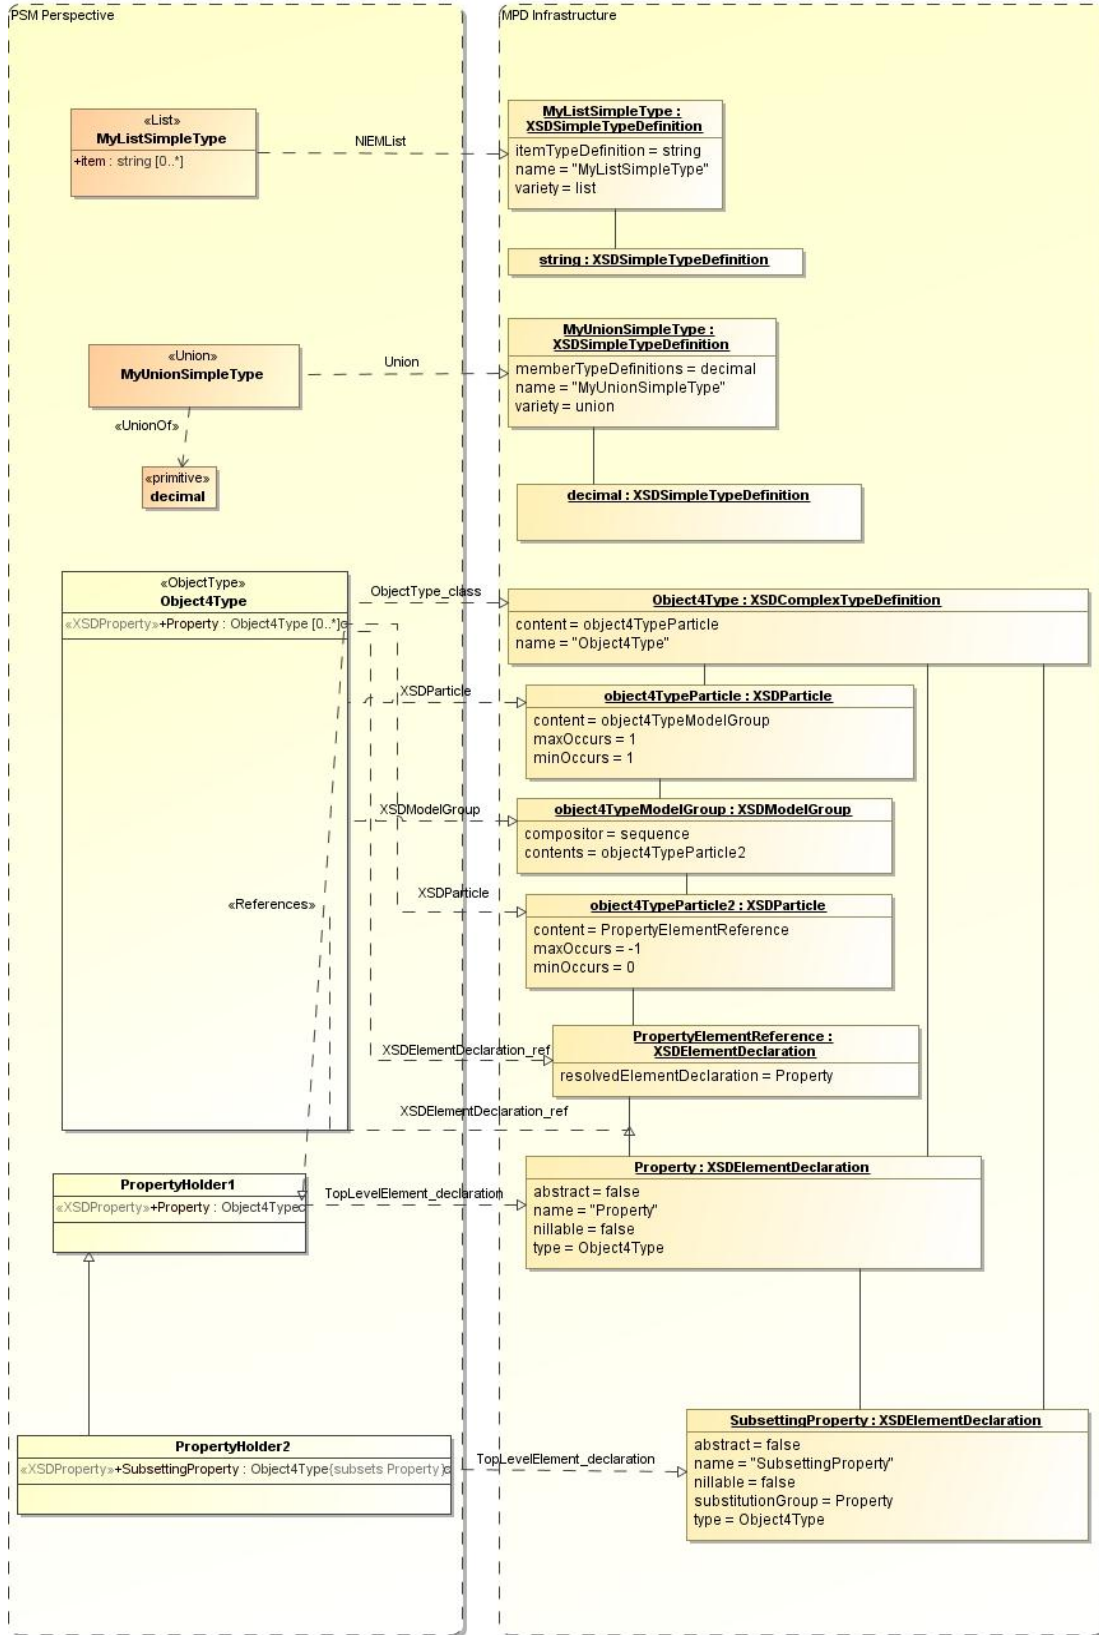 PSM Perspective
MPD Infrastructure
«List»
MyListSimpleType
+item : string [0..*]
NIEMList
MyListSimpleType :
XSDSimpleTypeDefinition
itemTypeDefinition = string
name = "MyListSimpleType"
variety = list
string : XSDSimpleTypeDefinition
«Union»
MyUnionSimpleType
Union
MyUnionSimpleType :
XSDSimpleTypeDefinition
memberTypeDefinitions = decimal
name = "MyUnionSimpleType"
variety = union
«UnionOf»
«primitive»
decimal
decimal : XSDSimpleTypeDefinition
«ObjectType»
Object4Type
«XSDProperty»+Property : Object4Type [0..*]
ObjectType_class
Object4Type : XSDComplexTypeDefinition
content = object4TypeParticle
name = "Object4Type"
XSDParticle
object4TypeParticle : XSDParticle
content = object4TypeModelGroup
maxOccurs = 1
minOccurs = 1
XSDModelGroup
object4TypeModelGroup : XSDModelGroup
compositor = sequence
contents = object4TypeParticle2
XSDParticle
«References»
object4TypeParticle2 : XSDParticle
content = PropertyElementReference
maxOccurs = -1
minOccurs = 0
XSDElementDeclaration_ref
PropertyElementReference :
XSDElementDeclaration
resolvedElementDeclaration = Property
XSDElementDeclaration_ref
PropertyHolder1
«XSDProperty»+Property : Object4Type
TopLevelElement_declaration
Property : XSDElementDeclaration
abstract = false
name = "Property"
nillable = false
type = Object4Type
PropertyHolder2
«XSDProperty»+SubsettingProperty : Object4Type{subsets Property}
TopLevelElement_declaration
SubsettingProperty : XSDElementDeclaration
abstract = false
name = "SubsettingProperty"
nillable = false
substitutionGroup = Property
type = Object4Type